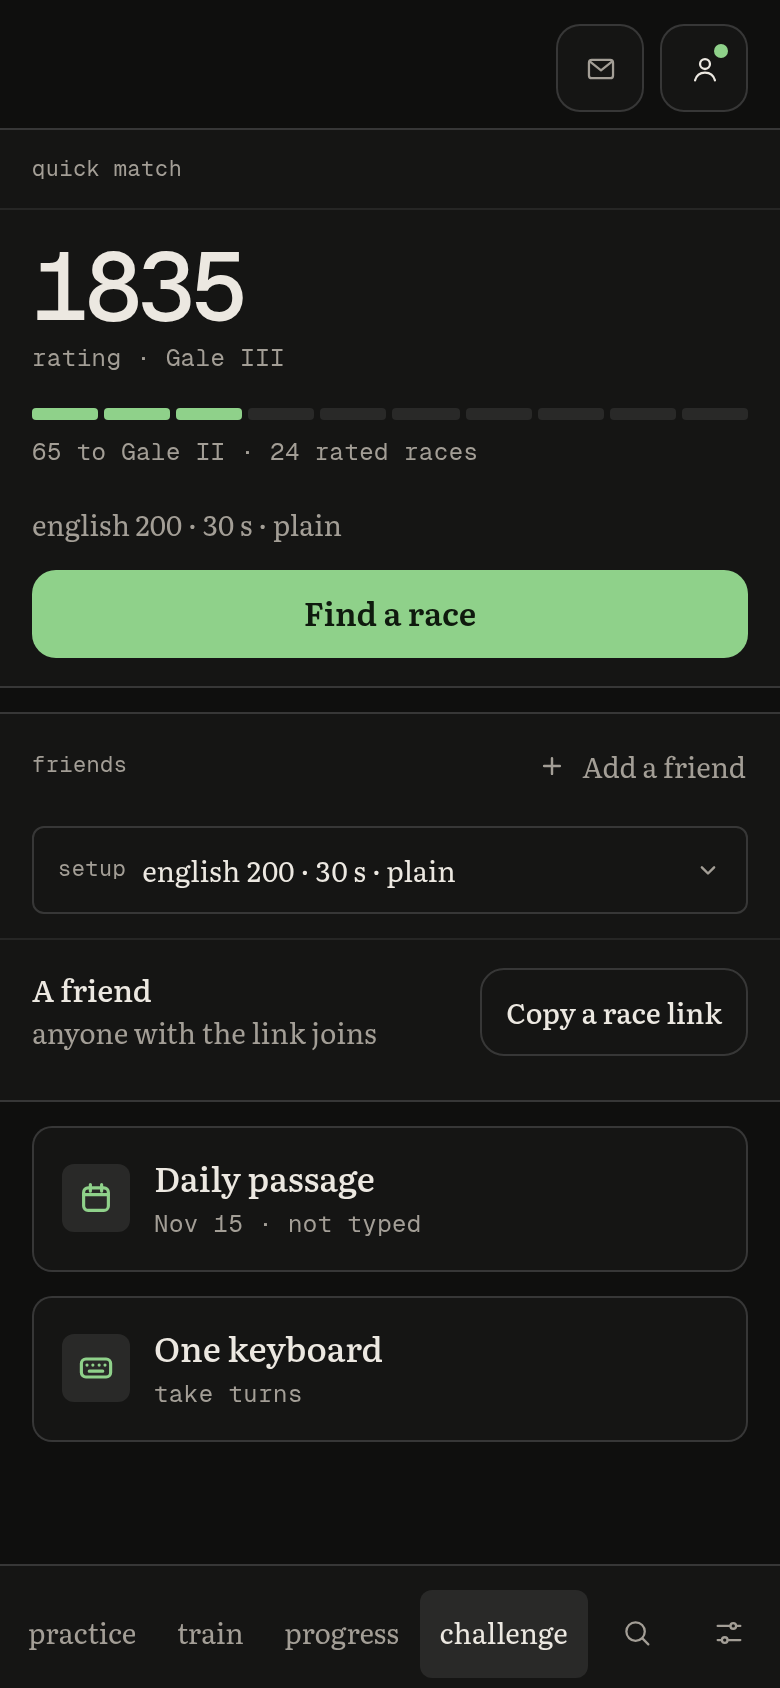 quick match
1835
rating · Gale III
65 to Gale II · 24 rated races
english 200 · 30 s · plain
Find a race
friends
+ Add a friend
setup english 200 · 30 s · plain
A friend
anyone with the link joins
Copy a race link
Daily passage
Nov 15 · not typed
One keyboard
take turns
practice train progress challenge